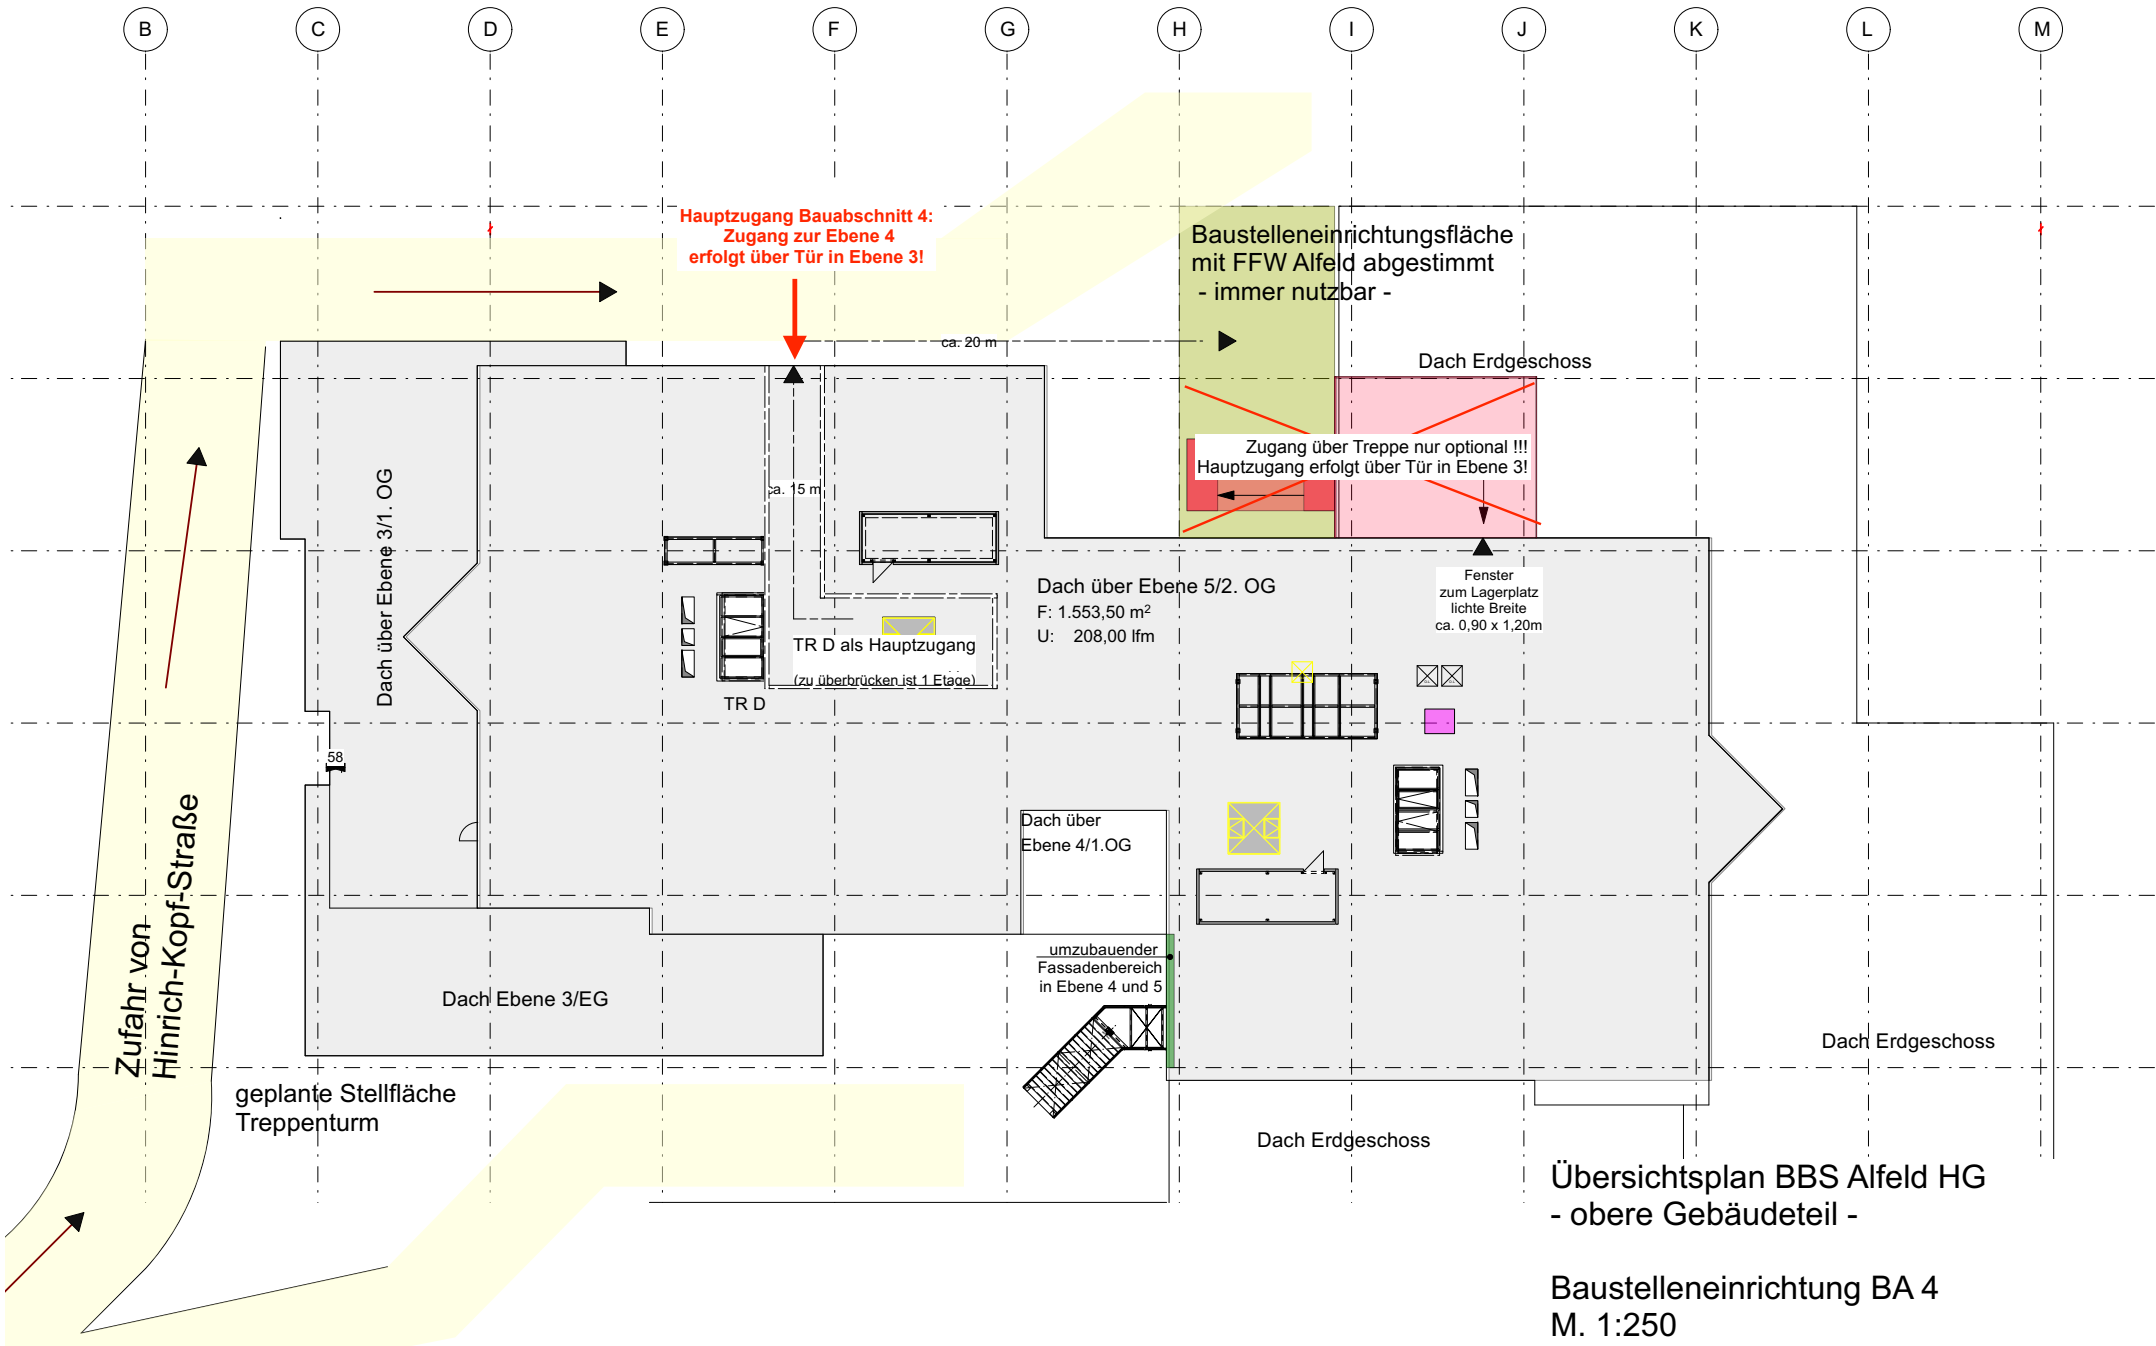 B C D E F G H I J K L M
Hauptzugang Bauabschnitt 4:
Zugang zur Ebene 4
erfolgt über Tür in Ebene 3!
Baustelleneinrichtungsfläche
mit FFW Alfeld abgestimmt
- immer nutzbar -
ca. 20 m
Dach Erdgeschoss
Zugang über Treppe nur optional !!!
Hauptzugang erfolgt über Tür in Ebene 3!
ca. 15 m
Dach über Ebene 3/1. OG
Dach über Ebene 5/2. OG
F: 1.553,50 m²
U: 208,00 lfm
Fenster
zum Lagerplatz
lichte Breite
ca. 0,90 x 1,20m
TR D als Hauptzugang
(zu überbrücken ist 1 Etage)
TR D
58
Dach über
Ebene 4/1.OG
Zufahr von
Hinrich-Kopf-Straße
umzubauender
Fassadenbereich
in Ebene 4 und 5
Dach Ebene 3/EG
Dach Erdgeschoss
geplante Stellfläche
Treppenturm
Dach Erdgeschoss
Übersichtsplan BBS Alfeld HG
- obere Gebäudeteil -
Baustelleneinrichtung BA 4
M. 1:250